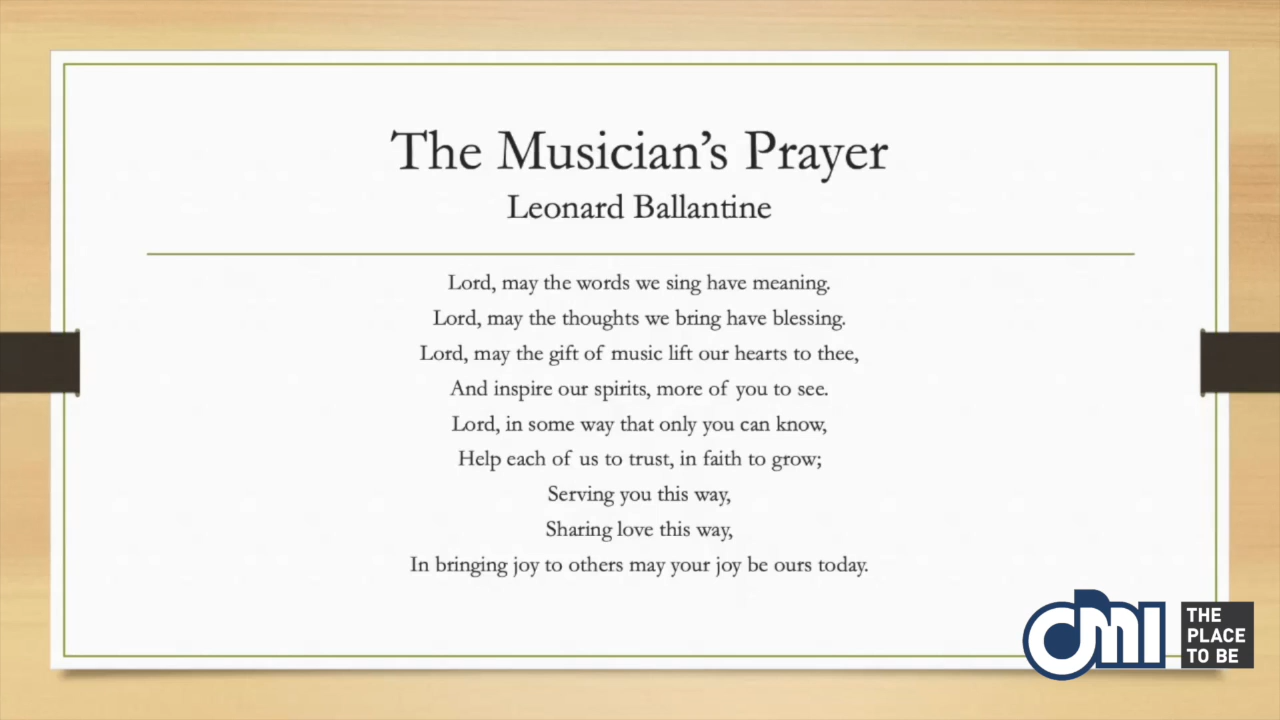 The Musician’s Prayer
Leonard Ballantine
Lord, may the words we sing have meaning.
Lord, may the thoughts we bring have blessing.
Lord, may the gift of music lift our hearts to thee,
And inspire our spirits, more of you to see.
Lord, in some way that only you can know,
Help each of us to trust, in faith to grow;
Serving you this way,
Sharing love this way,
In bringing joy to others may your joy be ours today.
CMI
THE
PLACE
TO BE